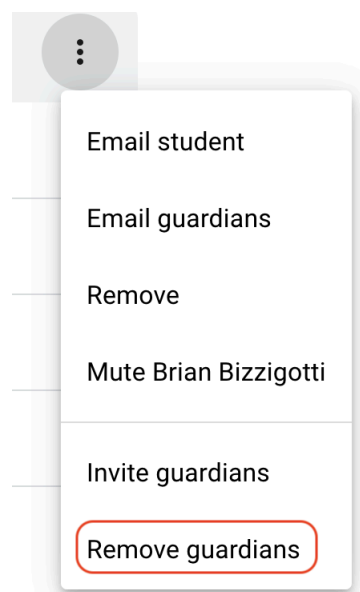 Email student
Email guardians
Remove
Mute Brian Bizzigotti
Invite guardians
Remove guardians